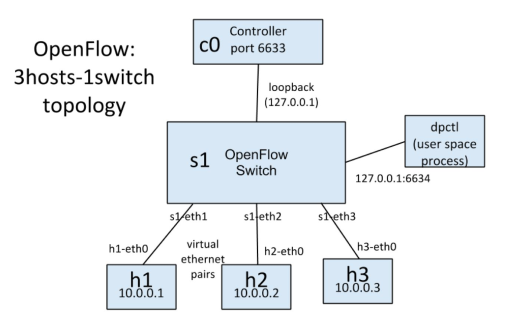 OpenFlow:
3hosts-1switch
topology
c0 Controller
port 6633
loopback
(127.0.0.1)
s1 OpenFlow
Switch
dpctl
(user space
process)
127.0.0.1:6634
s1-eth1 s1-eth2 s1-eth3
h1-eth0 virtual
ethernet
pairs
h2-eth0 h3-eth0
h1
10.0.0.1
h2
10.0.0.2
h3
10.0.0.3